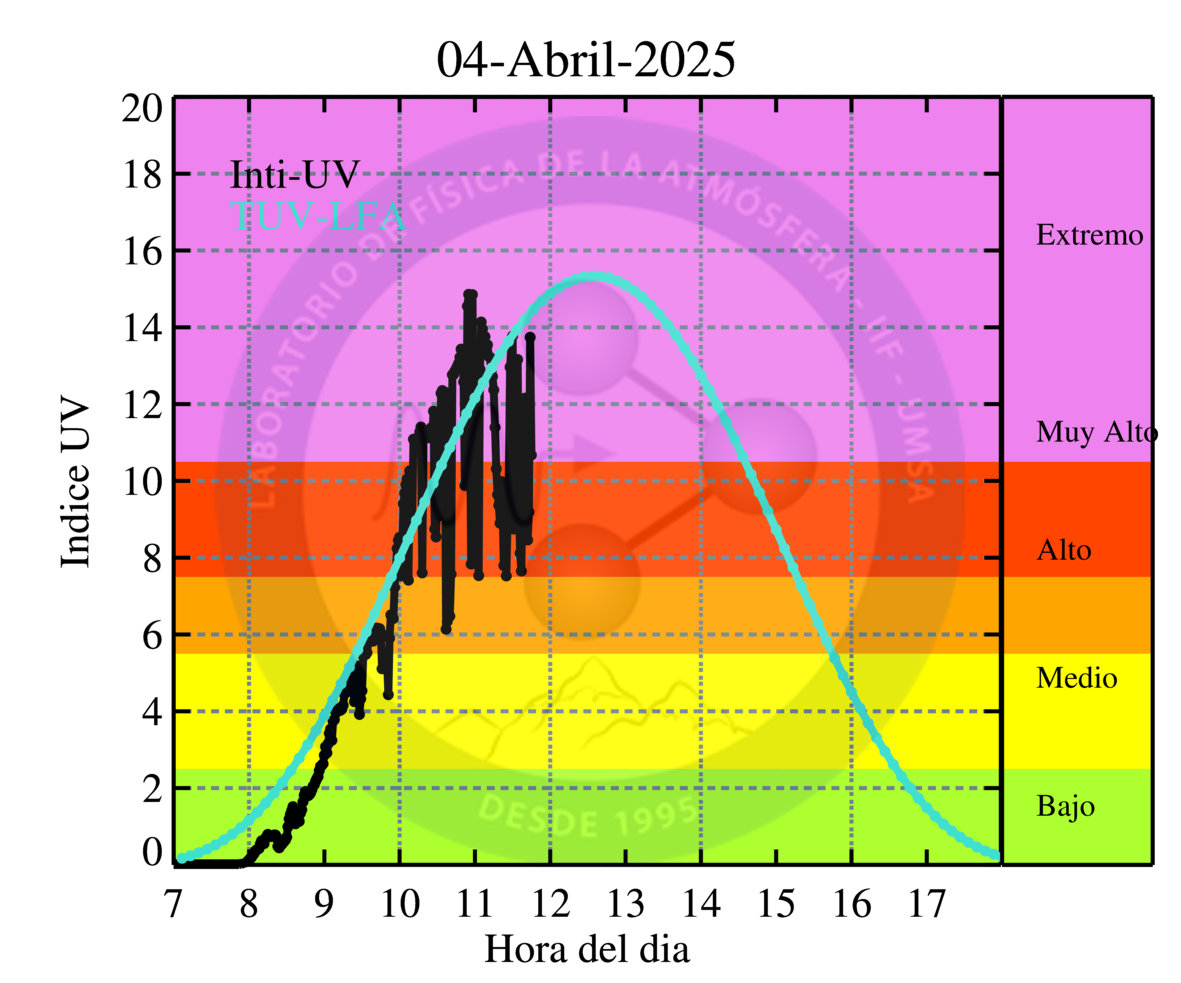 04-Abril-2025
20
18
16
14
12
10
8
6
4
2
0
Indice UV
Inti-UV
TUV-LFA
LABORATORIO DE FÍSICA DE LA ATMÓSFERA - IIF - UMSA
DESDE 1995
Extremo
Muy Alto
Alto
Medio
Bajo
7 8 9 10 11 12 13 14 15 16 17
Hora del dia